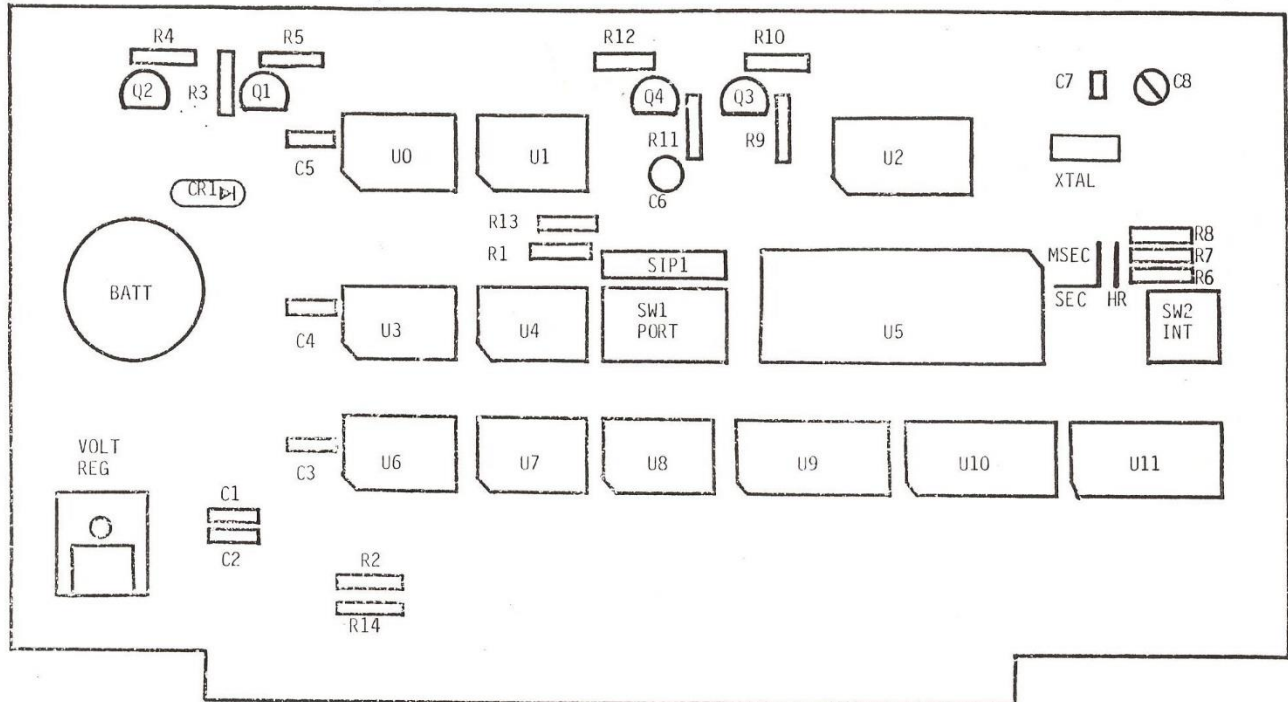 R4
R5
R12
R10
Q2
R3
Q1
Q4
Q3
C7
C8
R11
R9
C5
U0
U1
U2
XTAL
C6
CR1
R13
R1
SIP1
MSEC
R8
R7
R6
BATT
SEC
HR
C4
U3
U4
SW1
PORT
U5
SW2
INT
VOLT
REG
C3
U6
U7
U8
U9
U10
U11
C1
C2
R2
R14